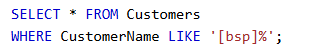 SELECT * FROM Customers
WHERE CustomerName LIKE '[bsp]%';